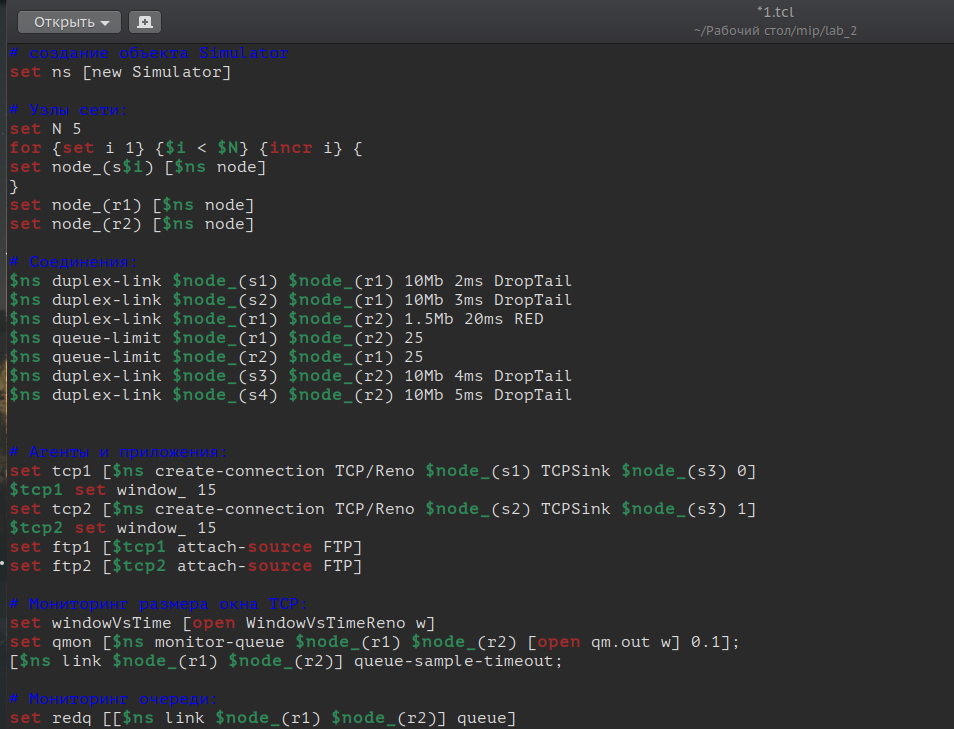 Открыть
*1.tcl
~/Рабочий стол/mip/lab_2
# создание объекта Simulator
set ns [new Simulator]
# Узлы сети:
set N 5
for {set i 1} {$i < $N} {incr i} {
set node_(s$i) [$ns node]
}
set node_(r1) [$ns node]
set node_(r2) [$ns node]
# Соединения:
$ns duplex-link $node_(s1) $node_(r1) 10Mb 2ms DropTail
$ns duplex-link $node_(s2) $node_(r1) 10Mb 3ms DropTail
$ns duplex-link $node_(r1) $node_(r2) 1.5Mb 20ms RED
$ns queue-limit $node_(r1) $node_(r2) 25
$ns queue-limit $node_(r2) $node_(r1) 25
$ns duplex-link $node_(s3) $node_(r2) 10Mb 4ms DropTail
$ns duplex-link $node_(s4) $node_(r2) 10Mb 5ms DropTail
# Агенты и приложения:
set tcp1 [$ns create-connection TCP/Reno $node_(s1) TCPSink $node_(s3) 0]
$tcp1 set window_ 15
set tcp2 [$ns create-connection TCP/Reno $node_(s2) TCPSink $node_(s3) 1]
$tcp2 set window_ 15
set ftp1 [$tcp1 attach-source FTP]
set ftp2 [$tcp2 attach-source FTP]
# Мониторинг размера окна TCP:
set windowVsTime [open WindowVsTimeReno w]
set qmon [$ns monitor-queue $node_(r1) $node_(r2) [open qm.out w] 0.1];
[$ns link $node_(r1) $node_(r2)] queue-sample-timeout;
# Мониторинг очереди:
set redq [[$ns link $node_(r1) $node_(r2)] queue]